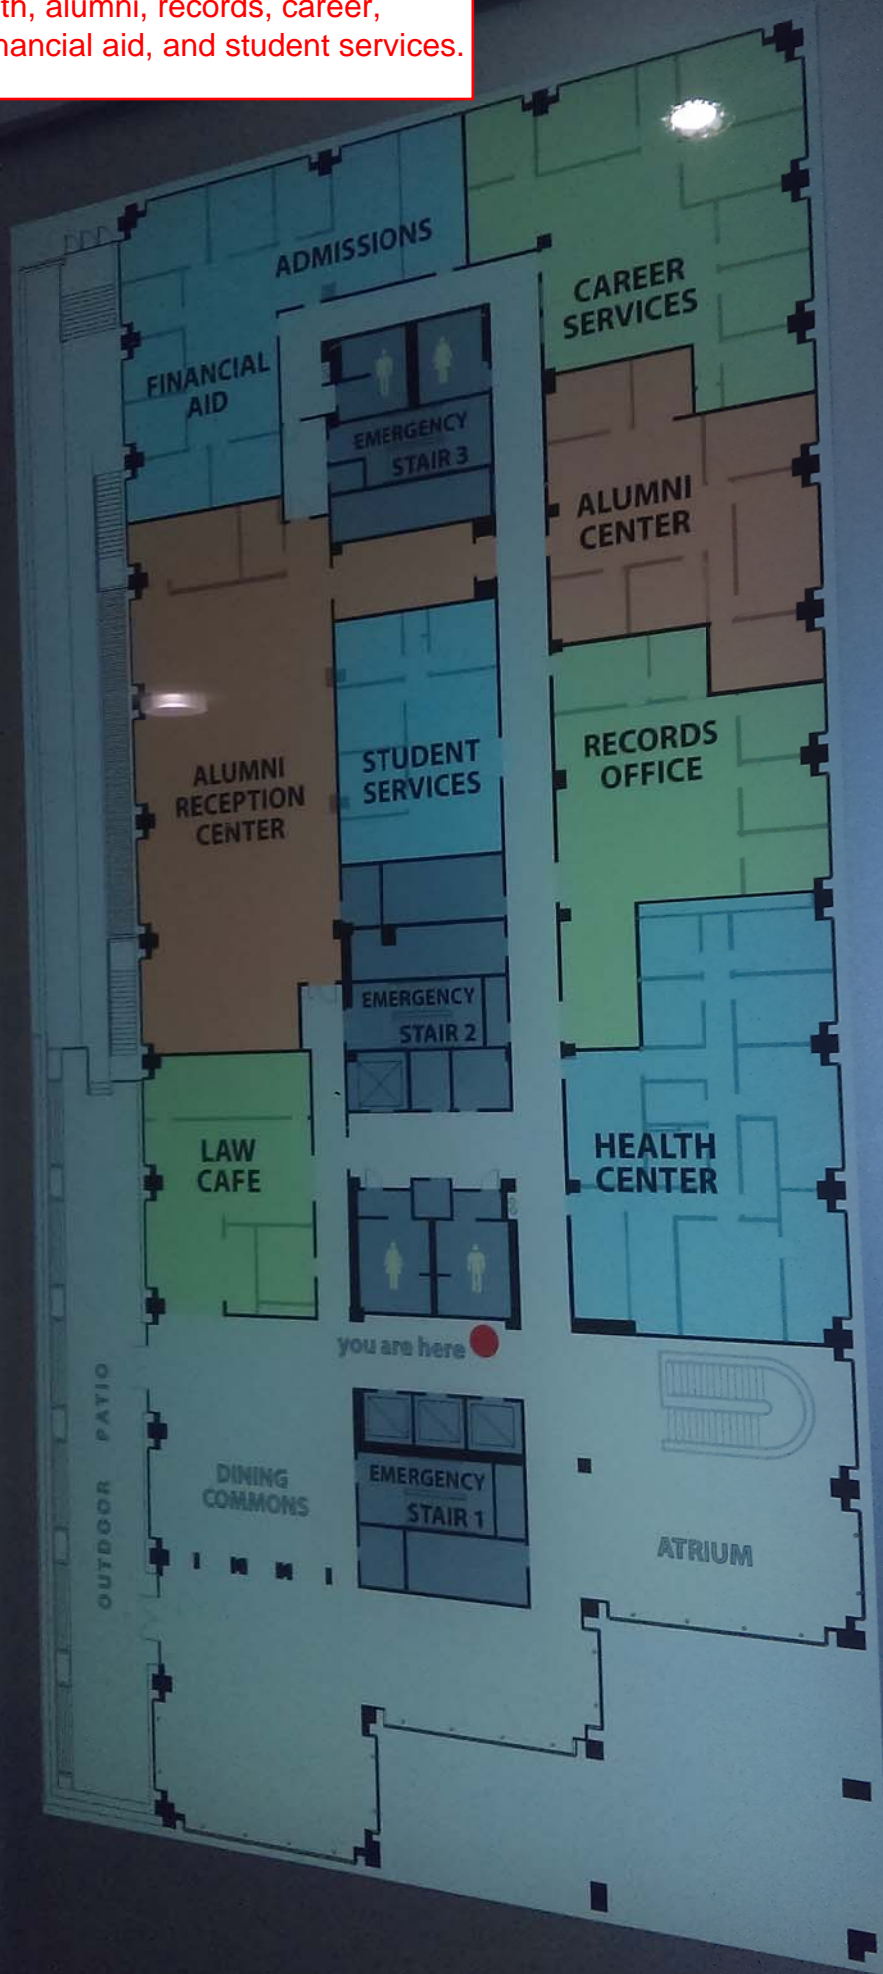 th, alumni, records, career,
nancial aid, and student services.
ADMISSIONS
CAREER
SERVICES
FINANCIAL
AID
EMERGENCY
STAIR 3
ALUMNI
CENTER
STUDENT
SERVICES
RECORDS
OFFICE
ALUMNI
RECEPTION
CENTER
EMERGENCY
STAIR 2
LAW
CAFE
HEALTH
CENTER
you are here
OUTDOOR PATIO
DINING
COMMONS
EMERGENCY
STAIR 1
ATRIUM